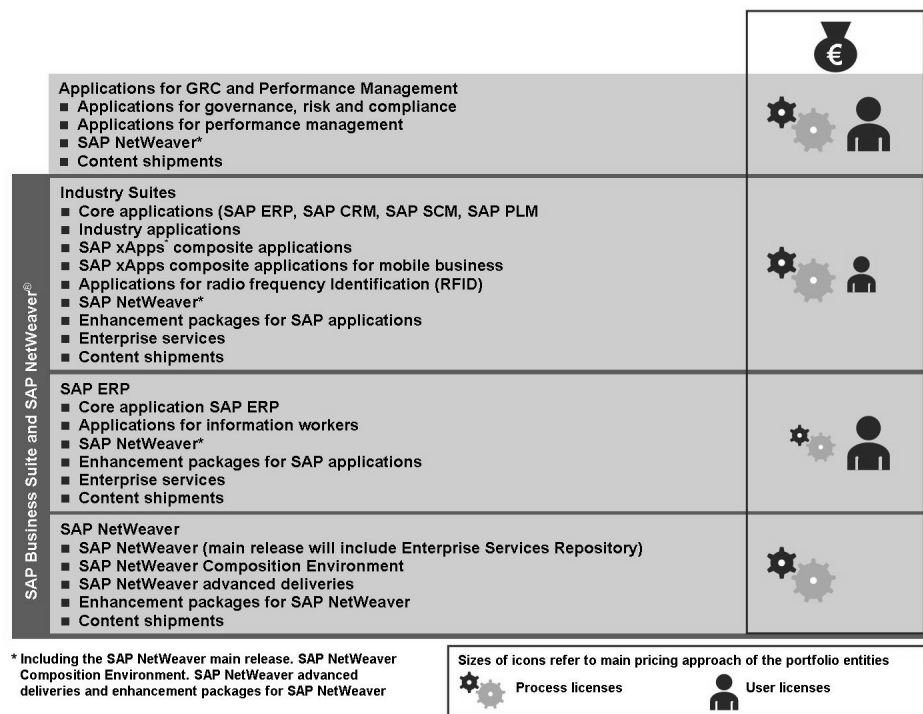 €
Applications for GRC and Performance Management
■ Applications for governance, risk and compliance
■ Applications for performance management
■ SAP NetWeaver*
■ Content shipments
SAP Business Suite and SAP NetWeaver®
Industry Suites
■ Core applications (SAP ERP, SAP CRM, SAP SCM, SAP PLM
■ Industry applications
■ SAP xApps* composite applications
■ SAP xApps composite applications for mobile business
■ Applications for radio frequency Identification (RFID)
■ SAP NetWeaver*
■ Enhancement packages for SAP applications
■ Enterprise services
■ Content shipments
SAP ERP
■ Core application SAP ERP
■ Applications for information workers
■ SAP NetWeaver*
■ Enhancement packages for SAP applications
■ Enterprise services
■ Content shipments
SAP NetWeaver
■ SAP NetWeaver (main release will include Enterprise Services Repository)
■ SAP NetWeaver Composition Environment
■ SAP NetWeaver advanced deliveries
■ Enhancement packages for SAP NetWeaver
■ Content shipments
* Including the SAP NetWeaver main release. SAP NetWeaver
Composition Environment. SAP NetWeaver advanced
deliveries and enhancement packages for SAP NetWeaver
Sizes of icons refer to main pricing approach of the portfolio entities
Process licenses
User licenses